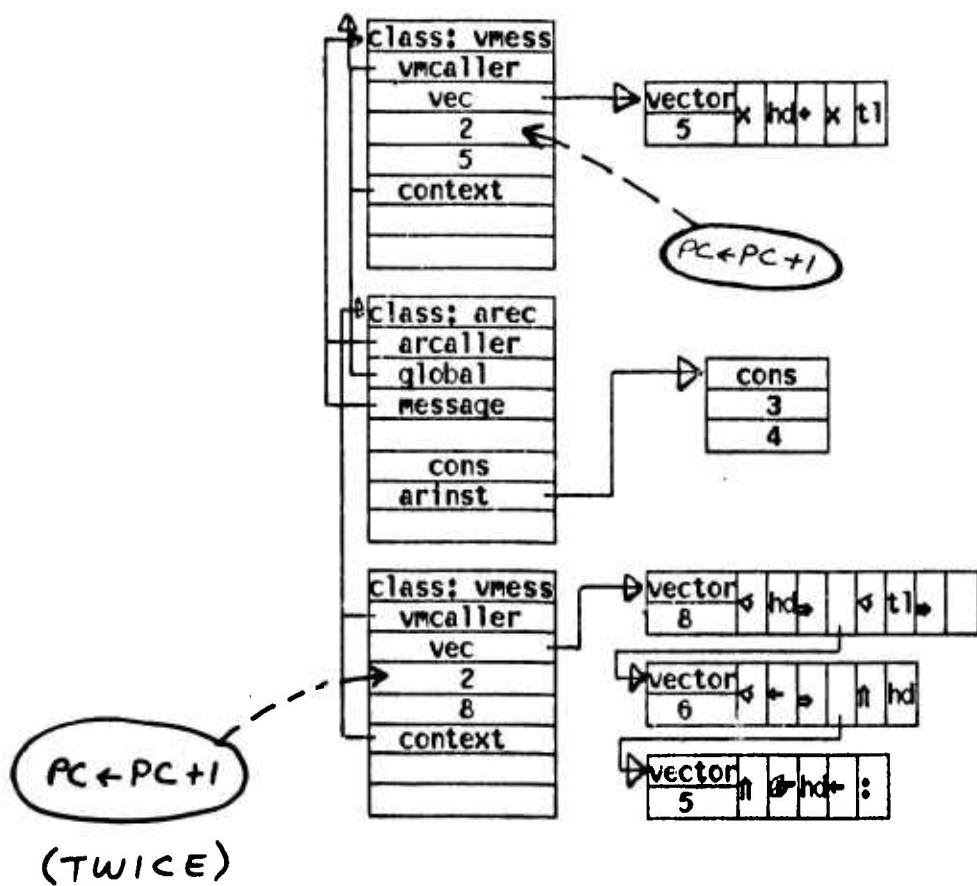 class: vmess
vmcaller
vec
2
5
context
vector
5
x hd + x tl
PC ← PC + 1
class: arec
arcaller
global
message
cons
arinst
cons
3
4
class: vmess
vmcaller
vec
2
8
context
vector
8
◁ hd ⇒ ◁ tl ⇒
vector
6
◁ ← ⇒ ⇑ hd
vector
5
⇑ ☞ hd ← :
PC ← PC + 1
(TWICE)